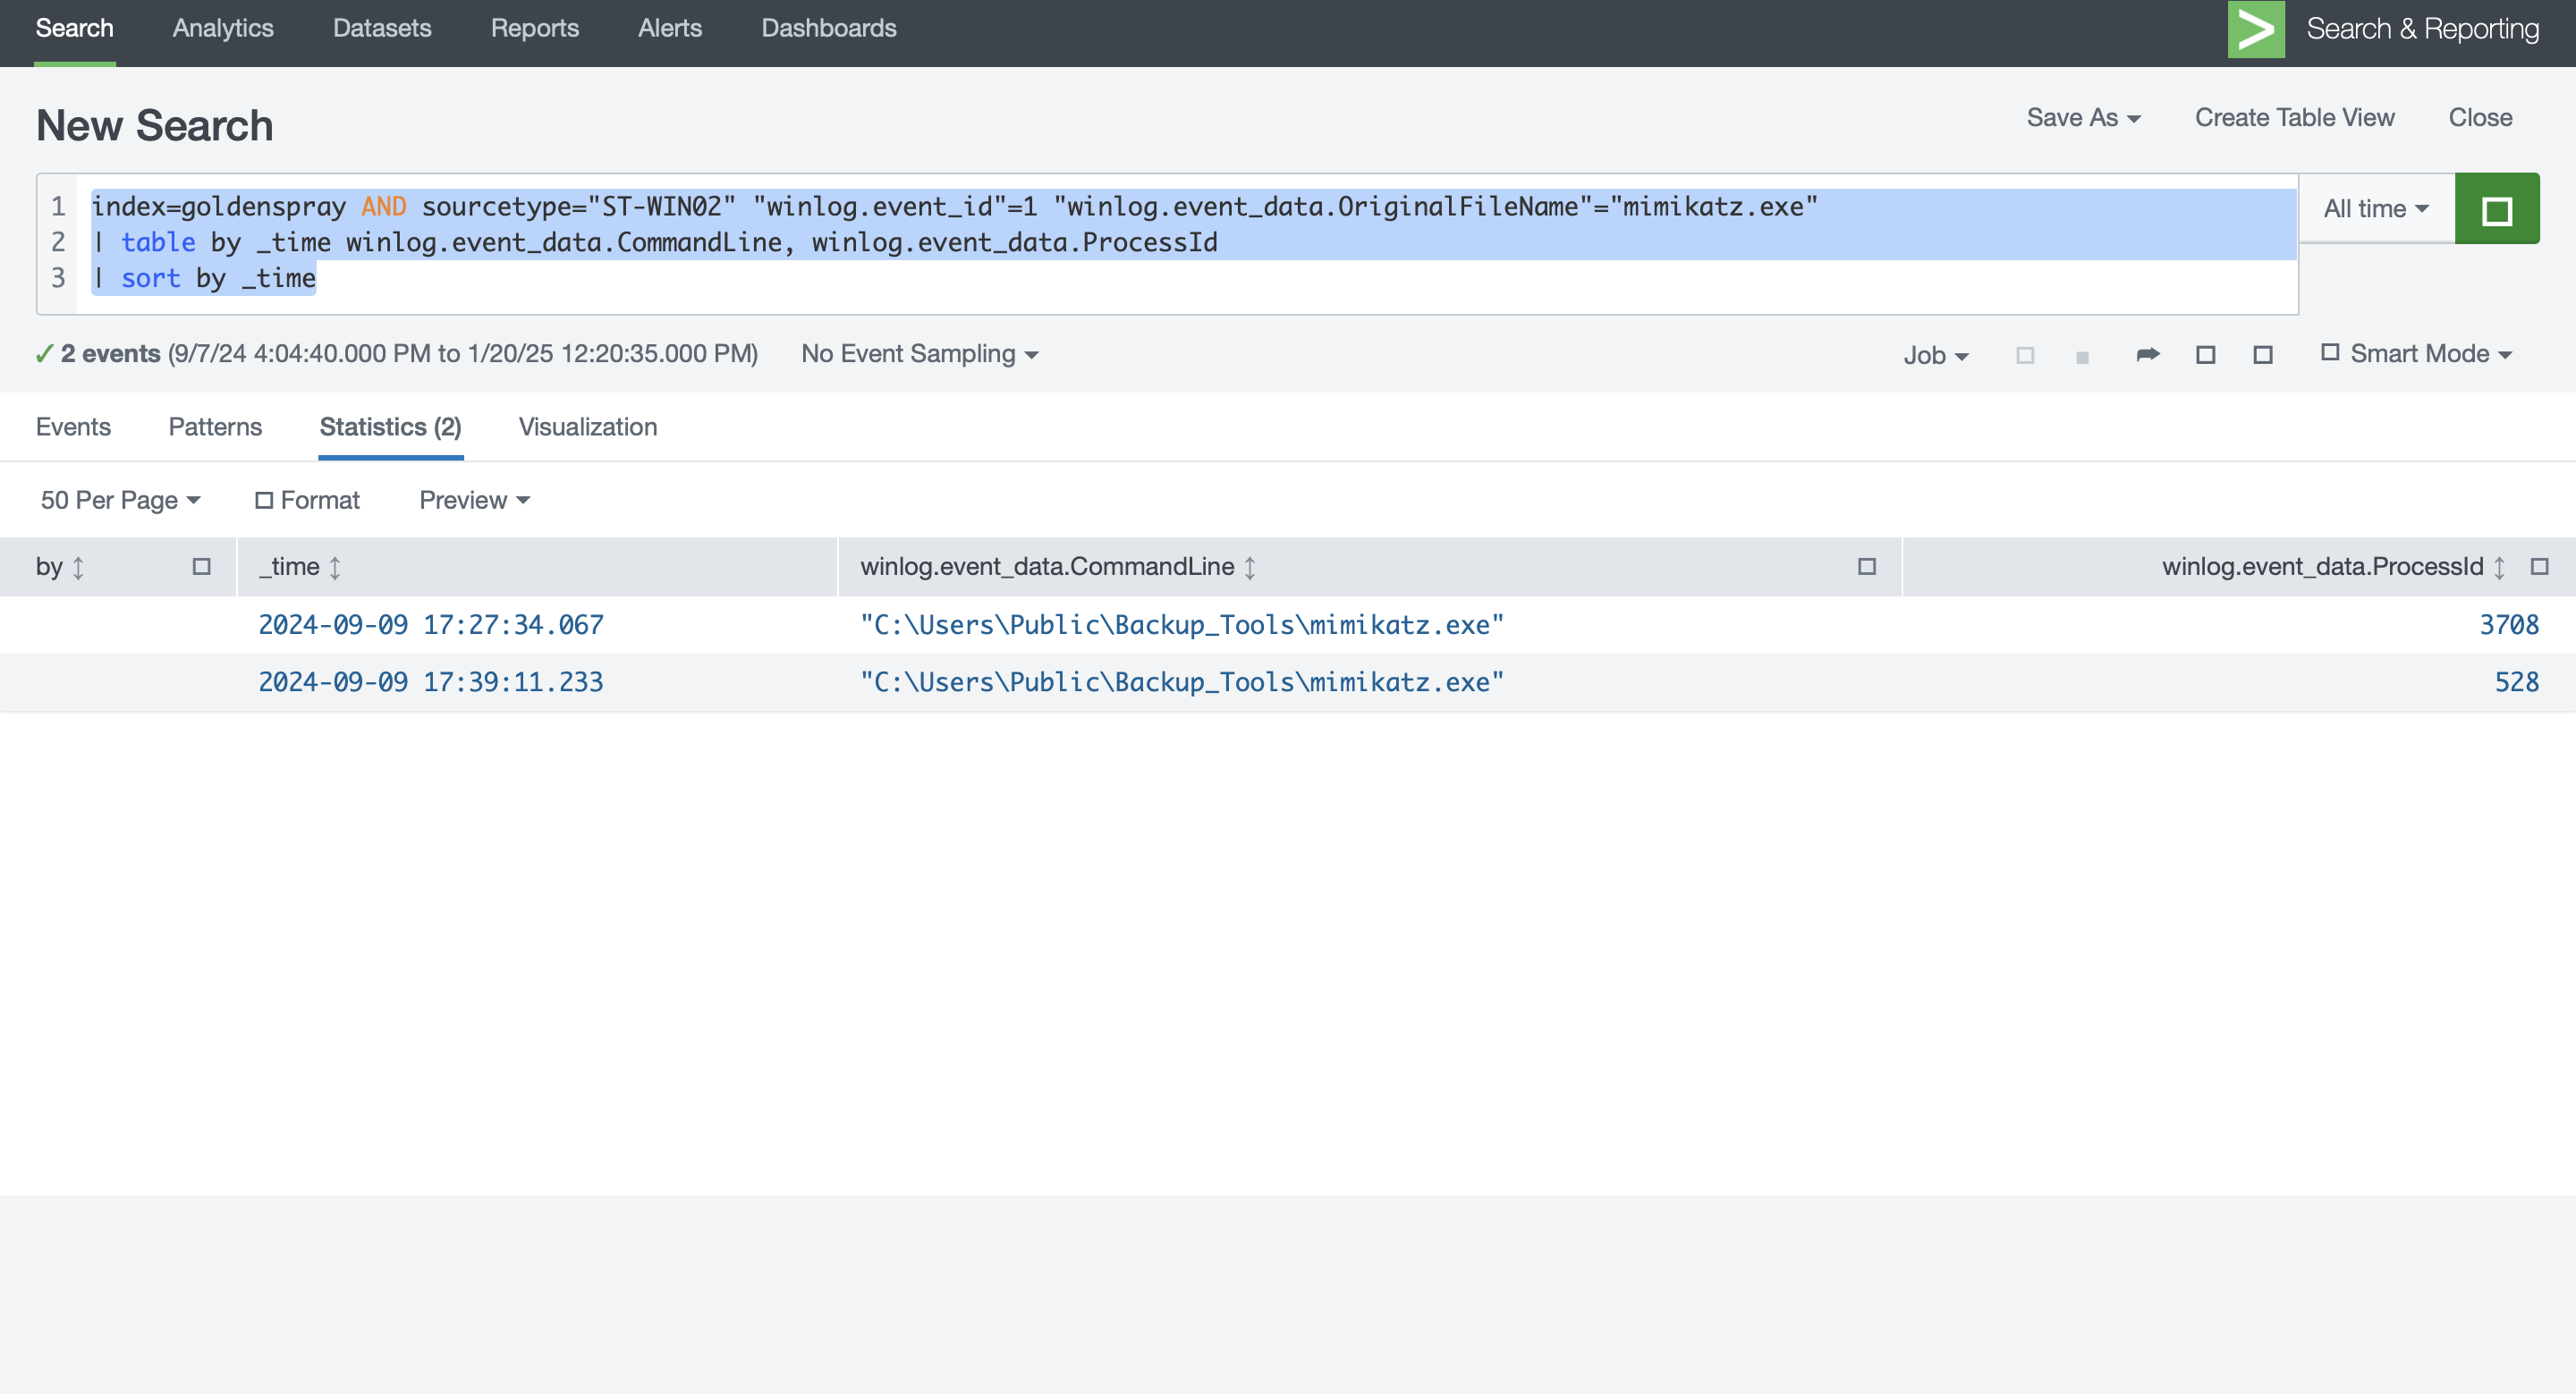 Search Analytics Datasets Reports Alerts Dashboards Search & Reporting
New Search Save As Create Table View Close
1 index=goldenspray AND sourcetype="ST-WIN02" "winlog.event_id"=1 "winlog.event_data.OriginalFileName"="mimikatz.exe" All time
2 | table by _time winlog.event_data.CommandLine, winlog.event_data.ProcessId
3 | sort by _time
✓ 2 events (9/7/24 4:04:40.000 PM to 1/20/25 12:20:35.000 PM) No Event Sampling Job Smart Mode
Events Patterns Statistics (2) Visualization
50 Per Page Format Preview
by _time winlog.event_data.CommandLine winlog.event_data.ProcessId
2024-09-09 17:27:34.067 "C:\Users\Public\Backup_Tools\mimikatz.exe" 3708
2024-09-09 17:39:11.233 "C:\Users\Public\Backup_Tools\mimikatz.exe" 528